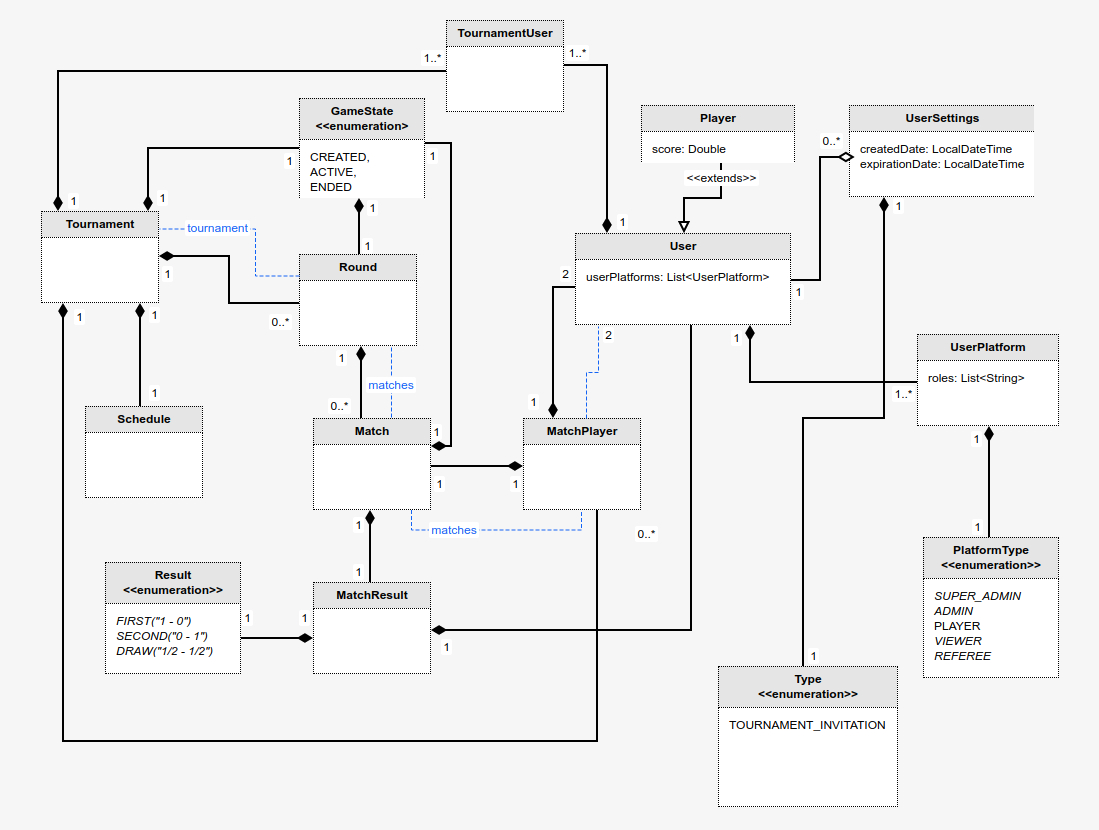 TournamentUser
1..*
1..*
GameState
<<enumeration>
CREATED,
ACTIVE,
ENDED
1
1
Player
score: Double
<<extends>>
UserSettings
createdDate: LocalDateTime
expirationDate: LocalDateTime
0..*
1
1
1
1
1
Tournament
tournament
1
1
Round
0..*
User
userPlatforms: List<UserPlatform>
2
1
1
1
2
1
UserPlatform
roles: List<String>
1..*
1
matches
0..*
1
Schedule
1
Match
1
1
MatchPlayer
1
1
matches
0..*
1
1
PlatformType
<<enumeration>>
SUPER_ADMIN
ADMIN
PLAYER
VIEWER
REFEREE
1
Result
<<enumeration>>
FIRST("1 - 0")
SECOND("0 - 1")
DRAW("1/2 - 1/2")
1
1
MatchResult
1
1
Type
<<enumeration>>
TOURNAMENT_INVITATION